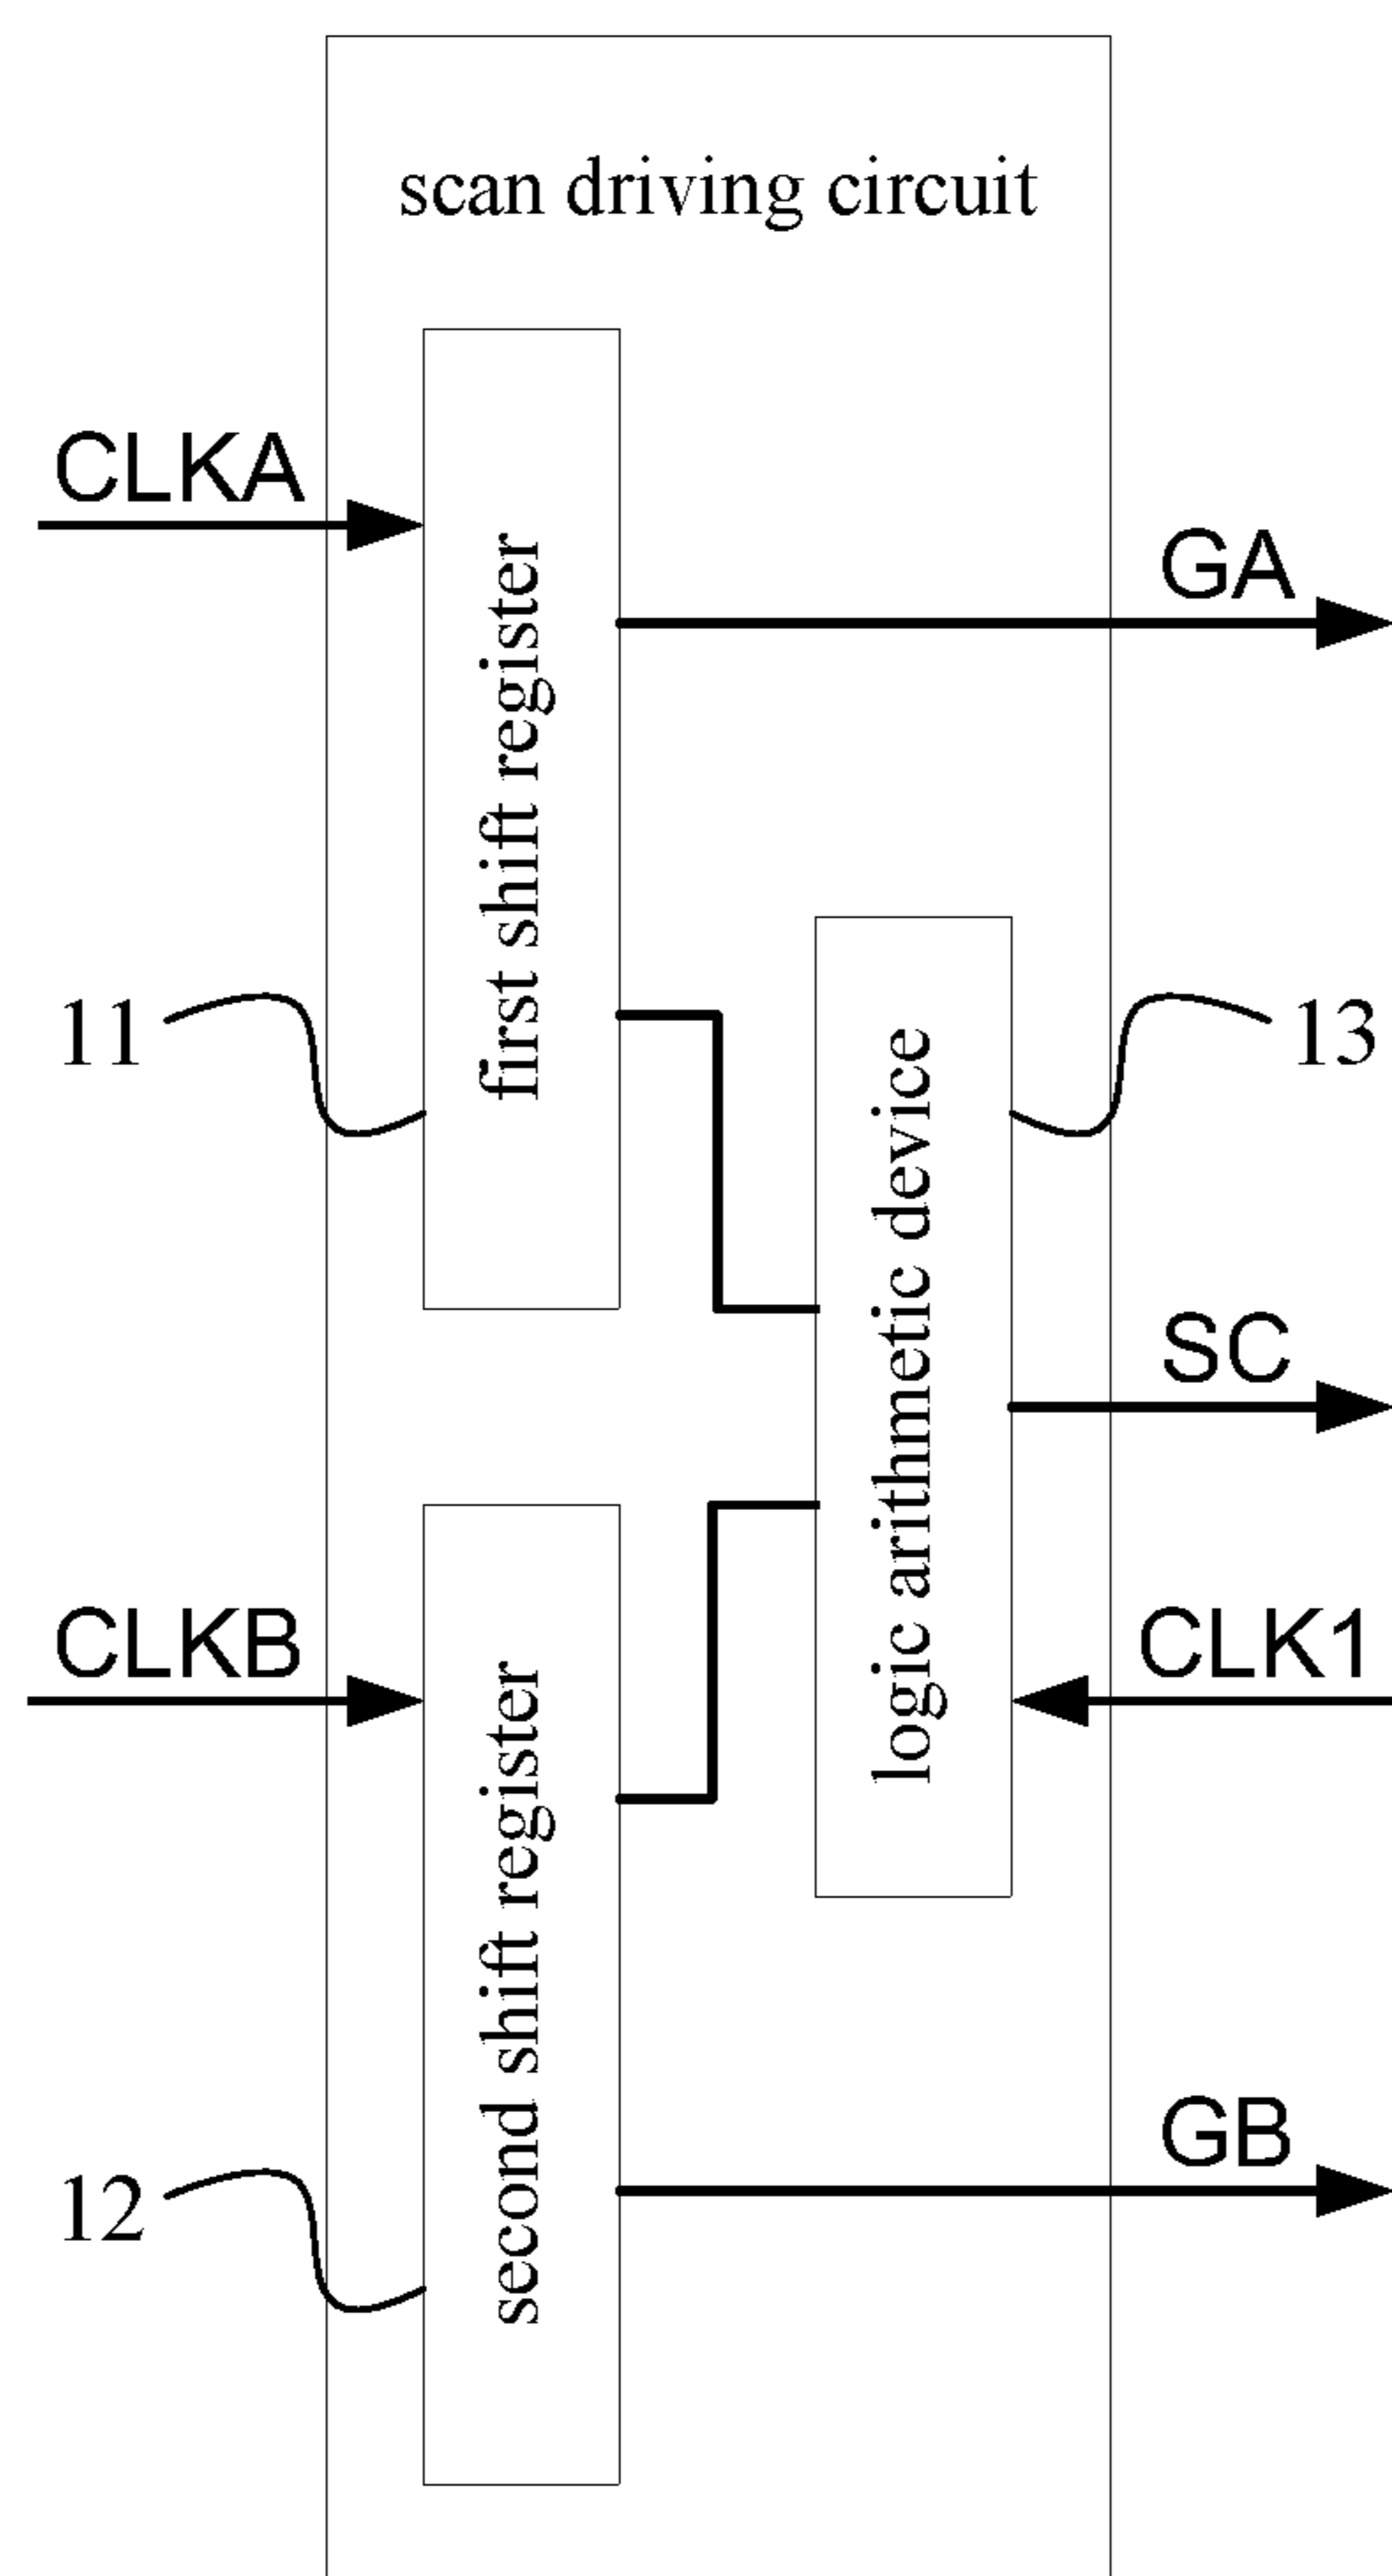 scan driving circuit
CLKA
GA
first shift register
11
13
logic arithmetic device
SC
CLKB
CLK1
second shift register
GB
12